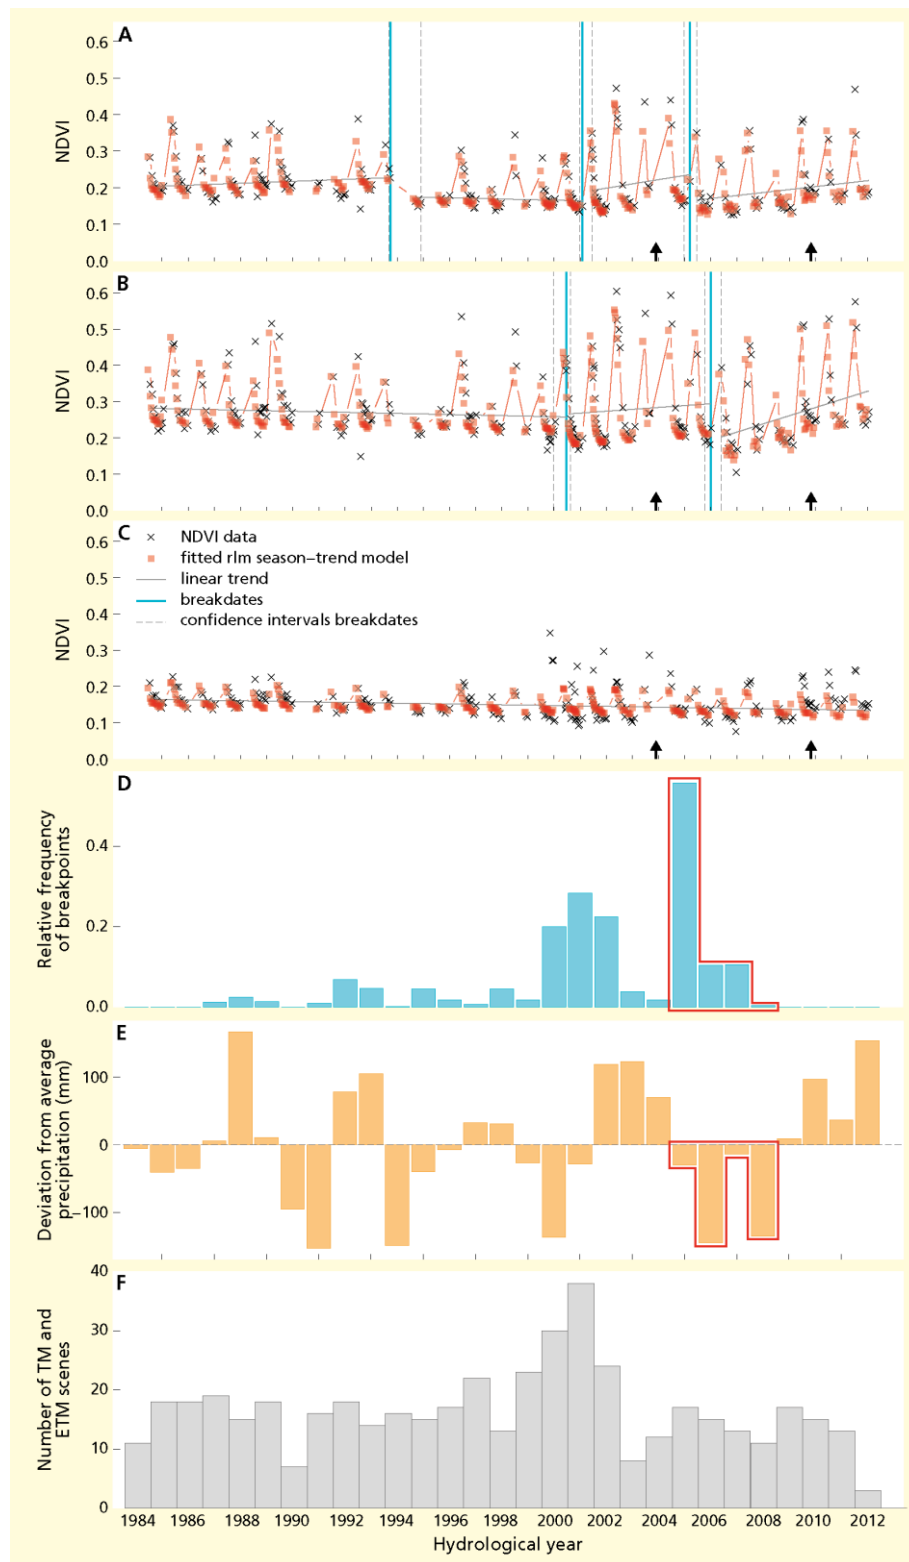 A
0.6
0.5
0.4
0.3
0.2
0.1
0.0
NDVI
B
0.6
0.5
0.4
0.3
0.2
0.1
0.0
NDVI
C
0.6
0.5
0.4
0.3
0.2
0.1
0.0
NDVI
NDVI data
fitted rlm season–trend model
linear trend
breakdates
confidence intervals breakdates
D
0.4
0.2
0.0
Relative frequency
of breakpoints
E
100
0
−100
Deviation from average
precipitation (mm)
F
40
30
20
10
0
Number of TM and
ETM scenes
1984 1986 1988 1990 1992 1994 1996 1998 2000 2002 2004 2006 2008 2010 2012
Hydrological year